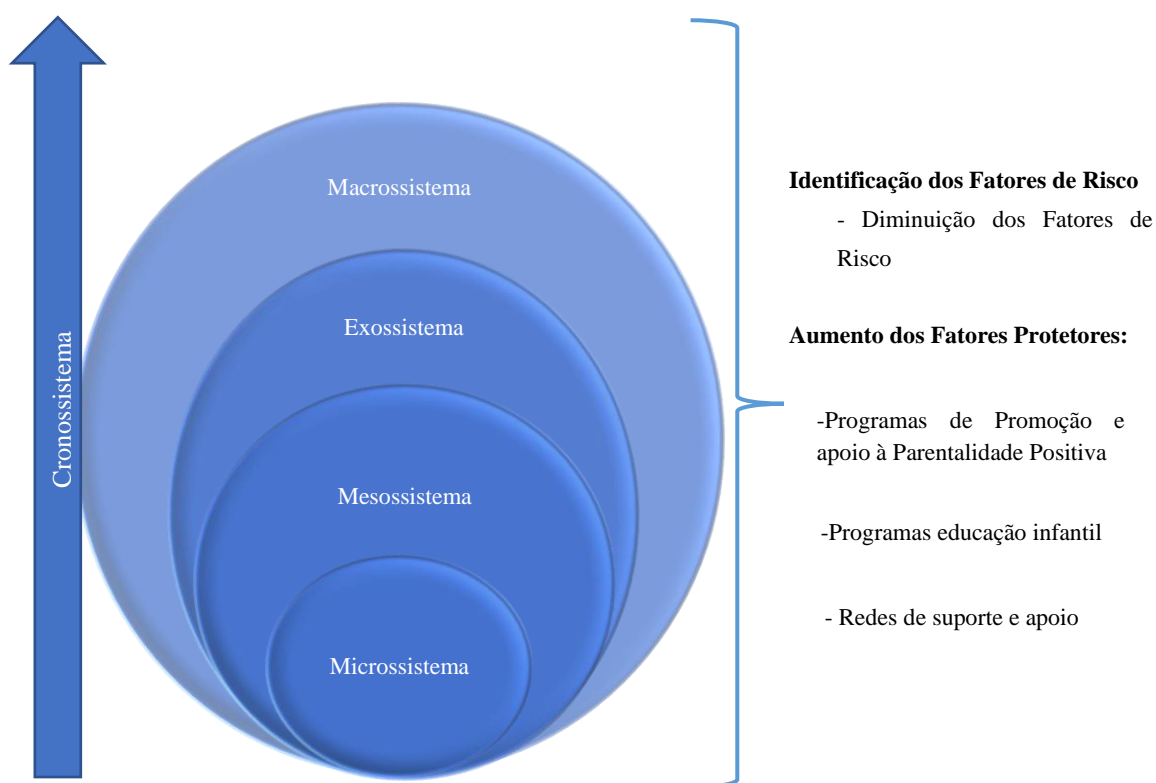 Cronossistema
Macrossistema
Exossistema
Mesossistema
Microssistema
Identificação dos Fatores de Risco
- Diminuição dos Fatores de
Risco
Aumento dos Fatores Protetores:
-Programas de Promoção e
apoio à Parentalidade Positiva
-Programas educação infantil
- Redes de suporte e apoio